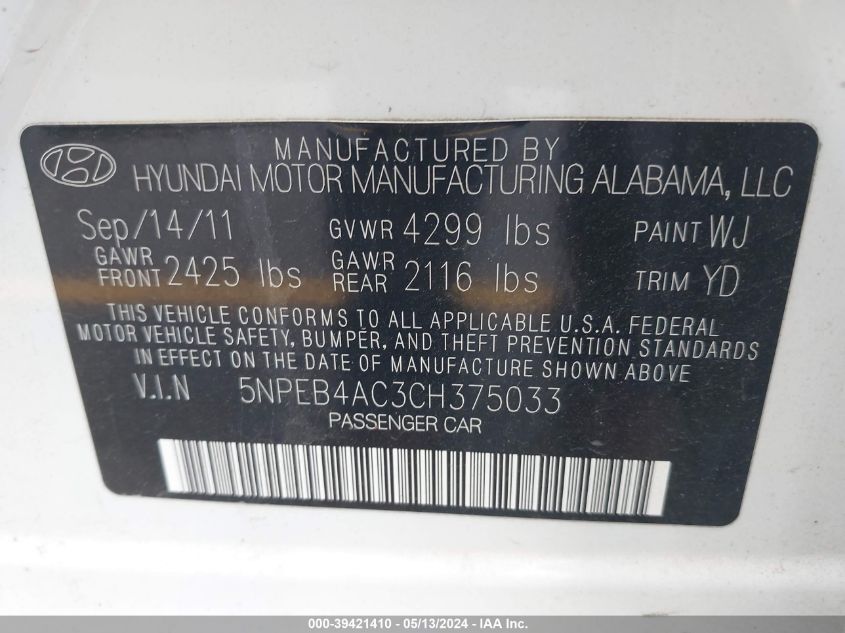 MANUFACTURED BY
HYUNDAI MOTOR MANUFACTURING ALABAMA, LLC
Sep/14/11 GVWR 4299 lbs PAINT WJ
GAWR FRONT 2425 lbs GAWR REAR 2116 lbs TRIM YD
THIS VEHICLE CONFORMS TO ALL APPLICABLE U.S.A. FEDERAL
MOTOR VEHICLE SAFETY, BUMPER, AND THEFT PREVENTION STANDARDS
IN EFFECT ON THE DATE OF MANUFACTURE SHOWN ABOVE.
V.I.N 5NPEB4AC3CH375033
PASSENGER CAR
000-39421410 - 05/13/2024 - IAA, Inc.